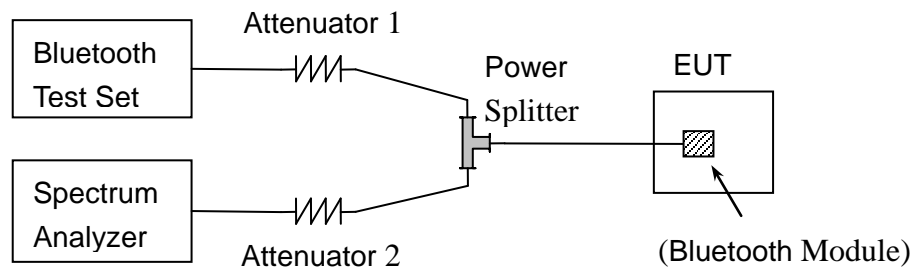 Bluetooth
Test Set
Attenuator 1
Power
Splitter
EUT
Spectrum
Analyzer
Attenuator 2
(Bluetooth Module)